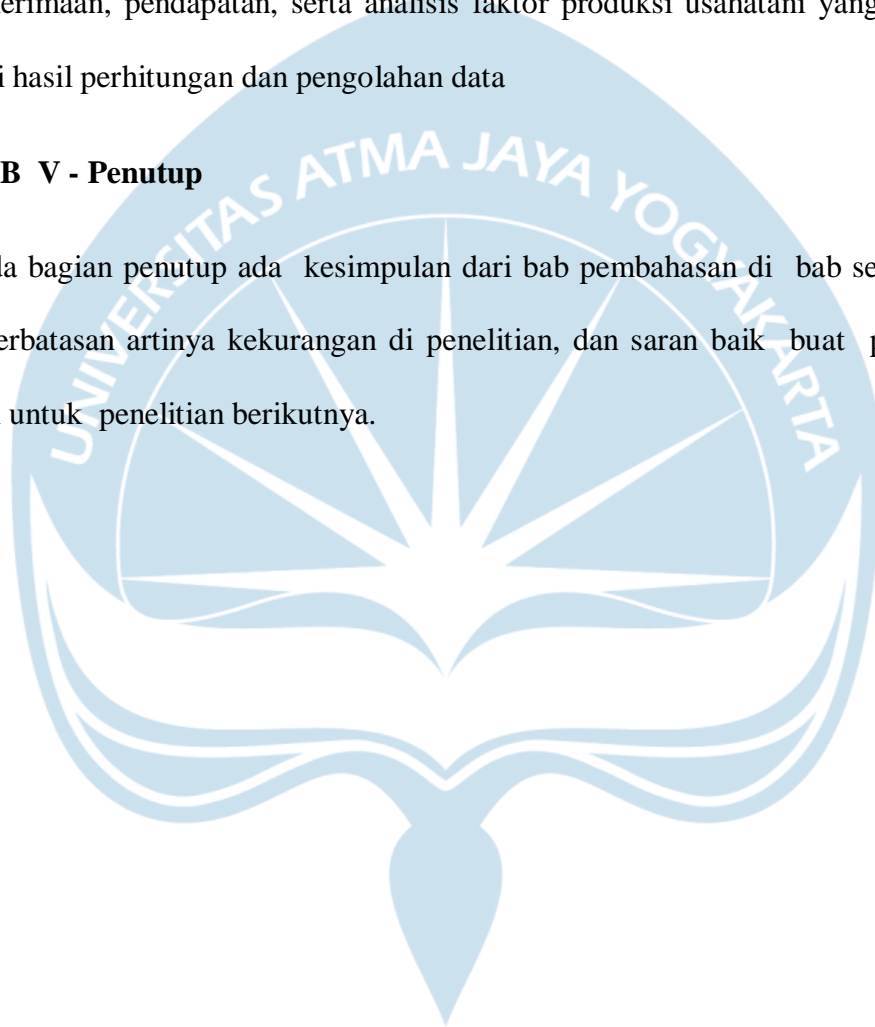 erimaan, pendapatan, serta analisis faktor produksi usahatani yang
i hasil perhitungan dan pengolahan data
B V - Penutup
da bagian penutup ada kesimpulan dari bab pembahasan di bab se
erbatasan artinya kekurangan di penelitian, dan saran baik buat p
untuk penelitian berikutnya.
UNIVERSITAS ATMA JAYA YOGYAKARTA